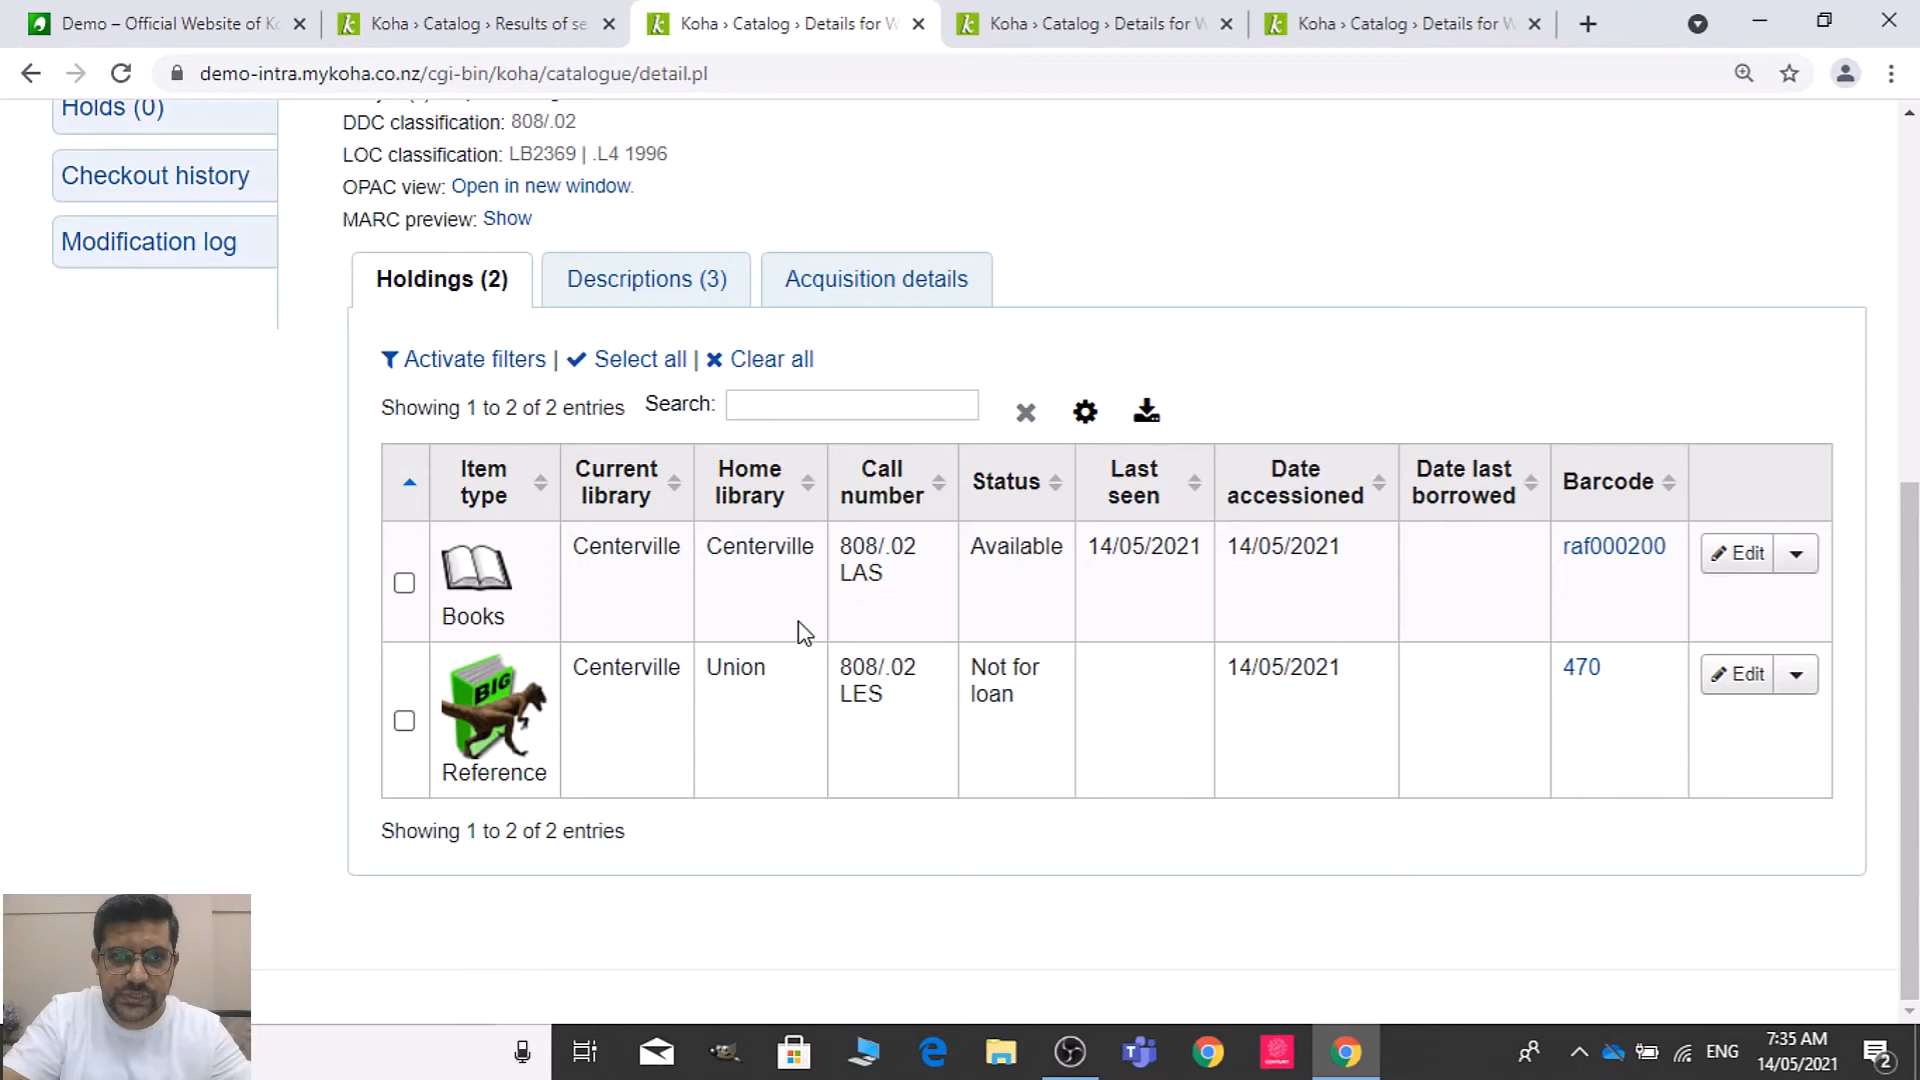 Demo – Official Website of Ko
Koha › Catalog › Results of se
Koha › Catalog › Details for W
Koha › Catalog › Details for W
Koha › Catalog › Details for W
demo-intra.mykoha.co.nz/cgi-bin/koha/catalogue/detail.pl
Holds (0)
Checkout history
Modification log
DDC classification: 808/.02
LOC classification: LB2369 | .L4 1996
OPAC view: Open in new window.
MARC preview: Show
Holdings (2)
Descriptions (3)
Acquisition details
Activate filters | Select all | Clear all
Showing 1 to 2 of 2 entries Search:
Item type Current library Home library Call number Status Last seen Date accessioned Date last borrowed Barcode
Books Centerville Centerville 808/.02 LAS Available 14/05/2021 14/05/2021 raf000200 Edit
BIG
Reference Centerville Union 808/.02 LES Not for loan 14/05/2021 470 Edit
Showing 1 to 2 of 2 entries
ENG
7:35 AM
14/05/2021
2